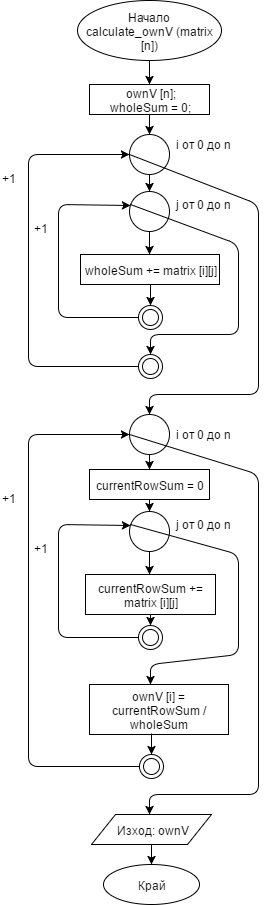 Начало
calculate_ownV (matrix
[n])
ownV [n];
wholeSum = 0;
i от 0 до n
+1
j от 0 до n
+1
wholeSum += matrix [i][j]
i от 0 до n
currentRowSum = 0
+1
j от 0 до n
+1
currentRowSum +=
matrix [i][j]
ownV [i] =
currentRowSum /
wholeSum
Изход: ownV
Край